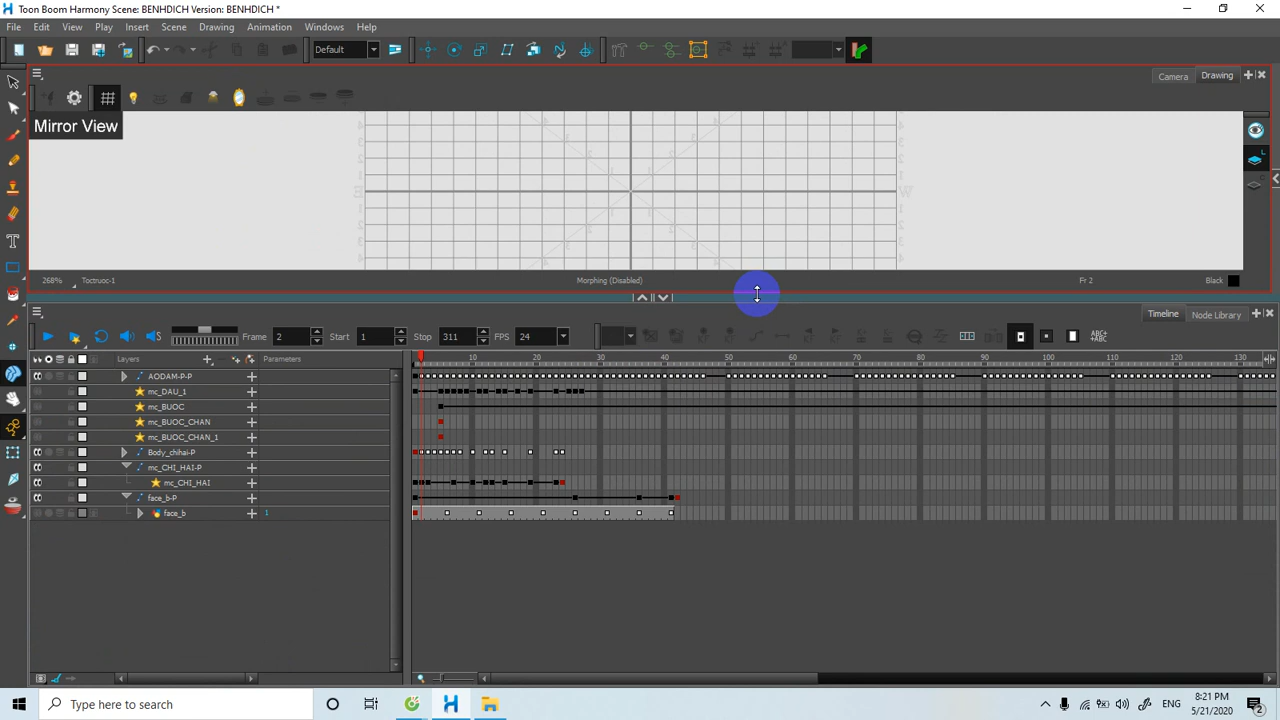 Toon Boom Harmony Scene: BENHDICH Version: BENHDICH *
File Edit View Play Insert Scene Drawing Animation Windows Help
Default
Camera Drawing
Mirror View
268% Toctruoc-1 Morphing (Disabled) Fr 2 Black
Timeline Node Library
Frame 2 Start 1 Stop 311 FPS 24 ABC+
+ABC
Layers Parameters 10 20 30 40 50 60 70 80 90 100 110 120 130
AODAM-P-P
mc_DAU_1
mc_BUOC
mc_BUOC_CHAN
mc_BUOC_CHAN_1
Body_chihai-P
mc_CHI_HAI-P
mc_CHI_HAI
face_b-P
face_b 1
Type here to search
8:21 PM
5/21/2020
2